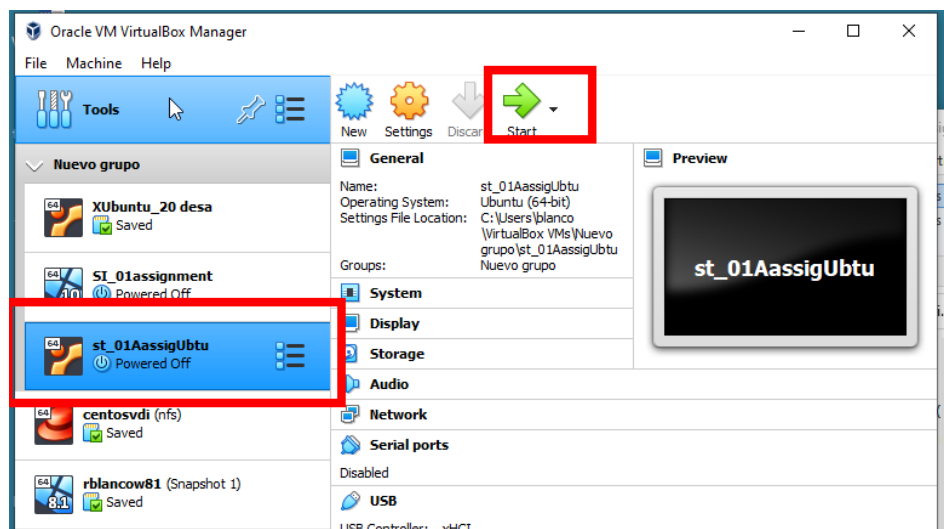 Oracle VM VirtualBox Manager
File Machine Help
Tools
New Settings Discar Start
Nuevo grupo
64
XUbuntu_20 desa
Saved
64
10
SI_01assignment
Powered Off
64
st_01AassigUbtu
Powered Off
64
centosvdi (nfs)
Saved
64
8.1
rblancow81 (Snapshot 1)
Saved
General
Name: st_01AassigUbtu
Operating System: Ubuntu (64-bit)
Settings File Location: C:\Users\blanco
\VirtualBox VMs\Nuevo
grupo\st_01AassigUbtu
Groups: Nuevo grupo
System
Display
Storage
Audio
Network
Serial ports
Disabled
USB
USB Controller: xHCI
Preview
st_01AassigUbtu